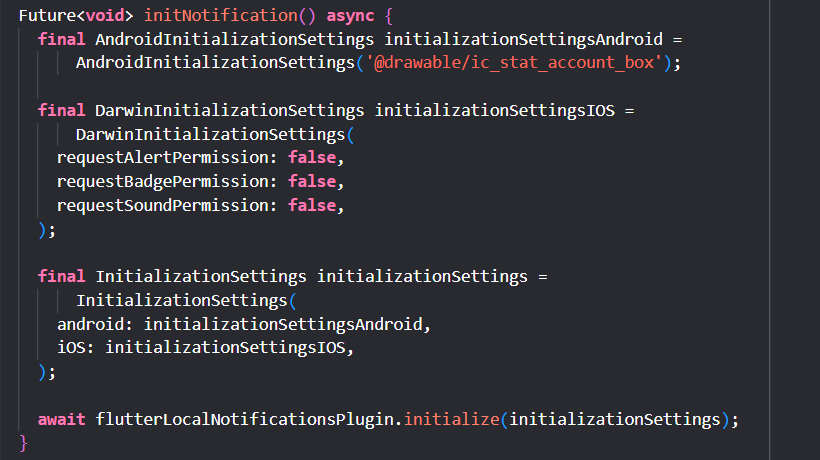 Future<void> initNotification() async {
  final AndroidInitializationSettings initializationSettingsAndroid =
      AndroidInitializationSettings('@drawable/ic_stat_account_box');

  final DarwinInitializationSettings initializationSettingsIOS =
      DarwinInitializationSettings(
    requestAlertPermission: false,
    requestBadgePermission: false,
    requestSoundPermission: false,
  );

  final InitializationSettings initializationSettings =
      InitializationSettings(
    android: initializationSettingsAndroid,
    iOS: initializationSettingsIOS,
  );

  await flutterLocalNotificationsPlugin.initialize(initializationSettings);
}